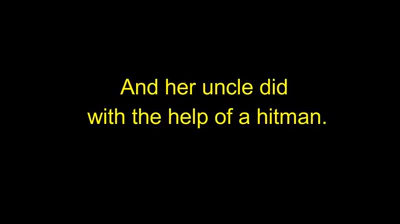 And her uncle did
with the help of a hitman.